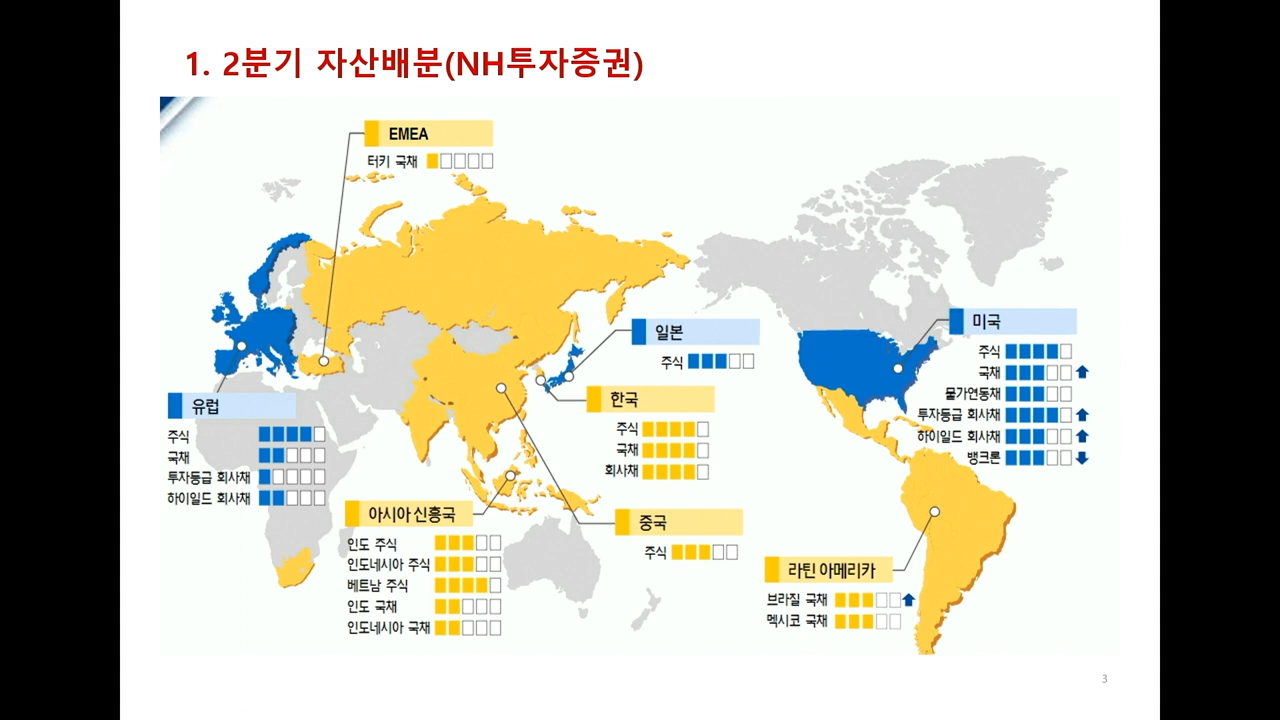 1. 2분기 자산배분(NH투자증권)
EMEA
터키 국채
일본
주식
미국
주식
국채
물가연동채
투자등급 회사채
하이일드 회사채
뱅크론
유럽
주식
국채
투자등급 회사채
하이일드 회사채
한국
주식
국채
회사채
아시아 신흥국
인도 주식
인도네시아 주식
베트남 주식
인도 국채
인도네시아 국채
중국
주식
라틴 아메리카
브라질 국채
멕시코 국채
3